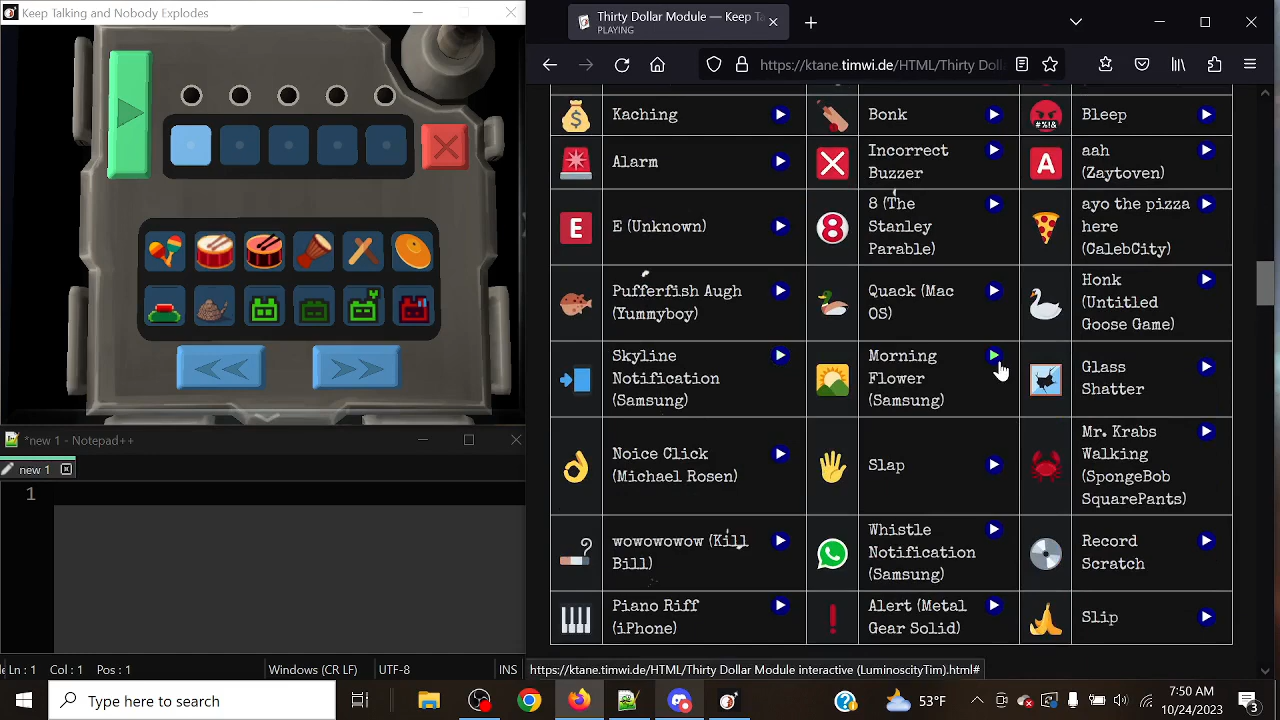 Keep Talking and Nobody Explodes
*new 1 - Notepad++
new 1
1
Ln : 1 Col : 1 Pos : 1 Windows (CR LF) UTF-8 INS
Thirty Dollar Module — Keep Ta
PLAYING
https://ktane.timwi.de/HTML/Thirty Doll
Kaching
Bonk
#%!&
Bleep
Alarm
Incorrect
Buzzer
A
aah
(Zaytoven)
E
E (Unknown)
8
8 (The
Stanley
Parable)
ayo the pizza
here
(CalebCity)
Pufferfish Augh
(Yummyboy)
Quack (Mac
OS)
Honk
(Untitled
Goose Game)
Skyline
Notification
(Samsung)
Morning
Flower
(Samsung)
Glass
Shatter
Noice Click
(Michael Rosen)
Slap
Mr. Krabs
Walking
(SpongeBob
SquarePants)
wowowowow (Kill
Bill)
Whistle
Notification
(Samsung)
Record
Scratch
Piano Riff
(iPhone)
Alert (Metal
Gear Solid)
Slip
https://ktane.timwi.de/HTML/Thirty Dollar Module interactive (LuminoscityTim).html#
Type here to search
53°F
7:50 AM
10/24/2023
3